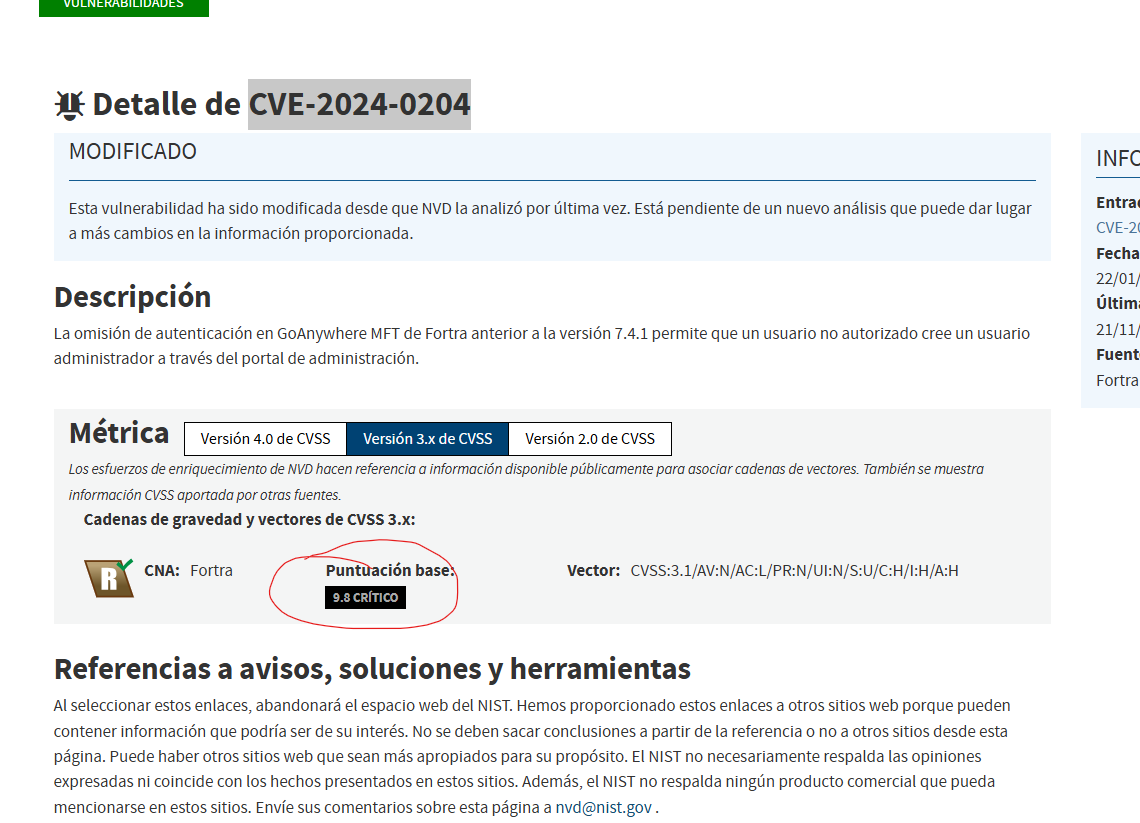 VULNERABILIDADES
Detalle de CVE-2024-0204
MODIFICADO
Esta vulnerabilidad ha sido modificada desde que NVD la analizó por última vez. Está pendiente de un nuevo análisis que puede dar lugar
a más cambios en la información proporcionada.
Descripción
La omisión de autenticación en GoAnywhere MFT de Fortra anterior a la versión 7.4.1 permite que un usuario no autorizado cree un usuario
administrador a través del portal de administración.
Métrica
Versión 4.0 de CVSS
Versión 3.x de CVSS
Versión 2.0 de CVSS
Los esfuerzos de enriquecimiento de NVD hacen referencia a información disponible públicamente para asociar cadenas de vectores. También se muestra
información CVSS aportada por otras fuentes.
Cadenas de gravedad y vectores de CVSS 3.x:
R
CNA: Fortra
Puntuación base:
9.8 CRÍTICO
Vector: CVSS:3.1/AV:N/AC:L/PR:N/UI:N/S:U/C:H/I:H/A:H
Referencias a avisos, soluciones y herramientas
Al seleccionar estos enlaces, abandonará el espacio web del NIST. Hemos proporcionado estos enlaces a otros sitios web porque pueden
contener información que podría ser de su interés. No se deben sacar conclusiones a partir de la referencia o no a otros sitios desde esta
página. Puede haber otros sitios web que sean más apropiados para su propósito. El NIST no necesariamente respalda las opiniones
expresadas ni coincide con los hechos presentados en estos sitios. Además, el NIST no respalda ningún producto comercial que pueda
mencionarse en estos sitios. Envíe sus comentarios sobre esta página a nvd@nist.gov .
INFO
Entrad
CVE-20
Fecha
22/01/
Última
21/11/
Fuente
Fortra